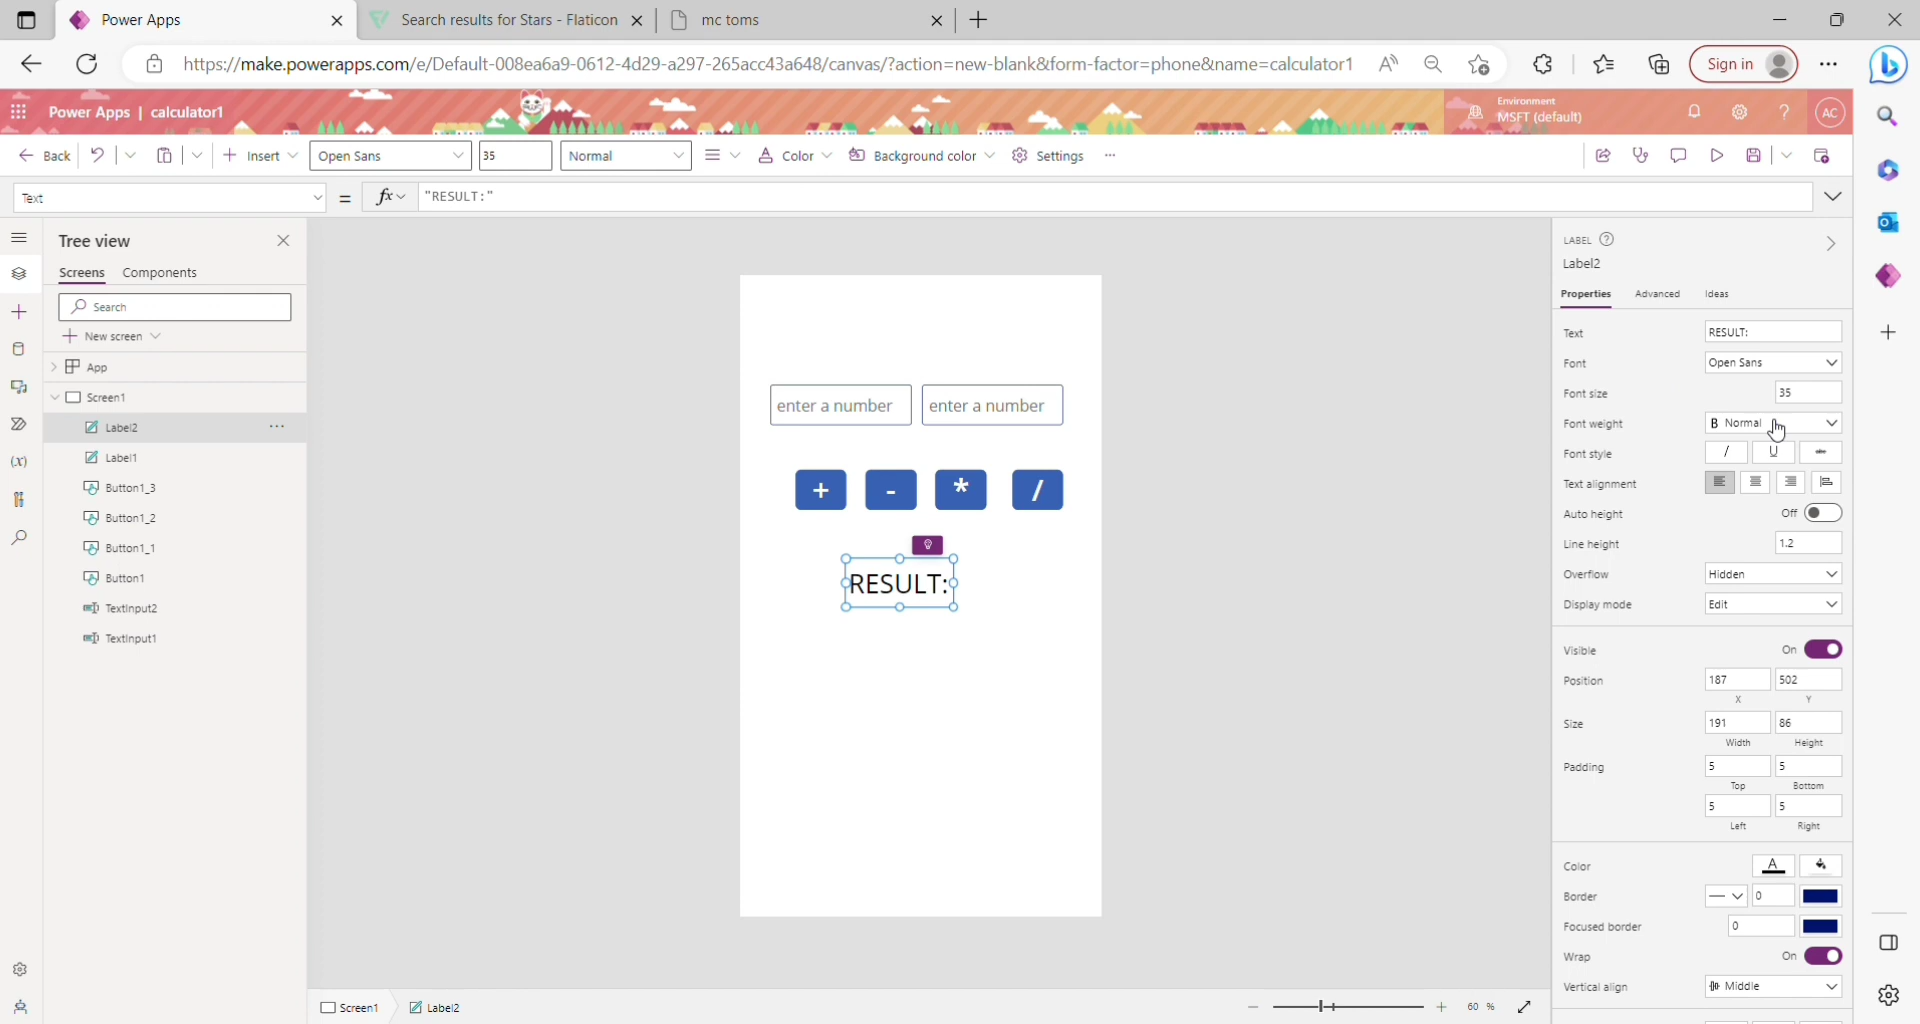 Power Apps
Search results for Stars - Flaticon
mc toms
https://make.powerapps.com/e/Default-008ea6a9-0612-4d29-a297-265acc43a648/canvas/?action=new-blank&form-factor=phone&name=calculator1
Sign in
Power Apps | calculator1
Environment
MSFT (default)
AC
Back
Insert
Open Sans
35
Normal
Color
Background color
Settings
Text
=
fx
"RESULT:"
Tree view
Screens
Components
Search
New screen
App
Screen1
Label2
Label1
Button1_3
Button1_2
Button1_1
Button1
TextInput2
TextInput1
enter a number
enter a number
+
-
*
/
RESULT:
Screen1
Label2
60 %
LABEL
Label2
Properties
Advanced
Ideas
Text
RESULT:
Font
Open Sans
Font size
35
Font weight
B Normal
Font style
/ U abc
Text alignment
Auto height
Off
Line height
1.2
Overflow
Hidden
Display mode
Edit
Visible
On
Position
187
502
X
Y
Size
191
86
Width
Height
Padding
5
5
Top
Bottom
5
5
Left
Right
Color
A
Border
0
Focused border
0
Wrap
On
Vertical align
Middle